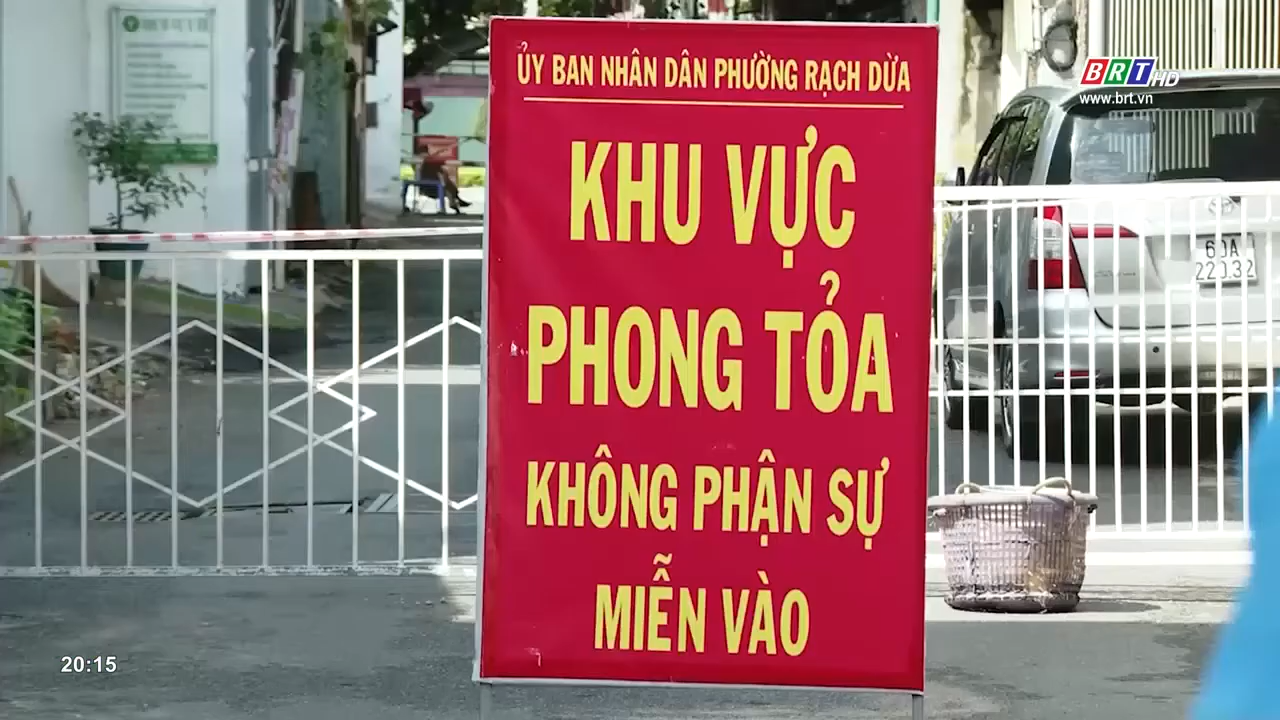 ỦY BAN NHÂN DÂN PHƯỜNG RẠCH DỪA
KHU VỰC
PHONG TỎA
KHÔNG PHẬN SỰ
MIỄN VÀO
BRT HD
www.brt.vn
60A
220.32
20:15